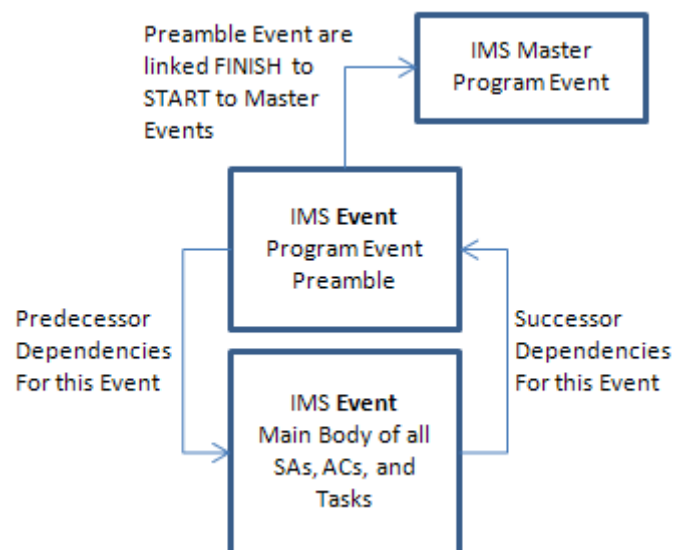 Preamble Event are
linked FINISH to
START to Master
Events
IMS Master
Program Event
IMS Event
Program Event
Preamble
Predecessor
Dependencies
For this Event
Successor
Dependencies
For this Event
IMS Event
Main Body of all
SAs, ACs, and
Tasks